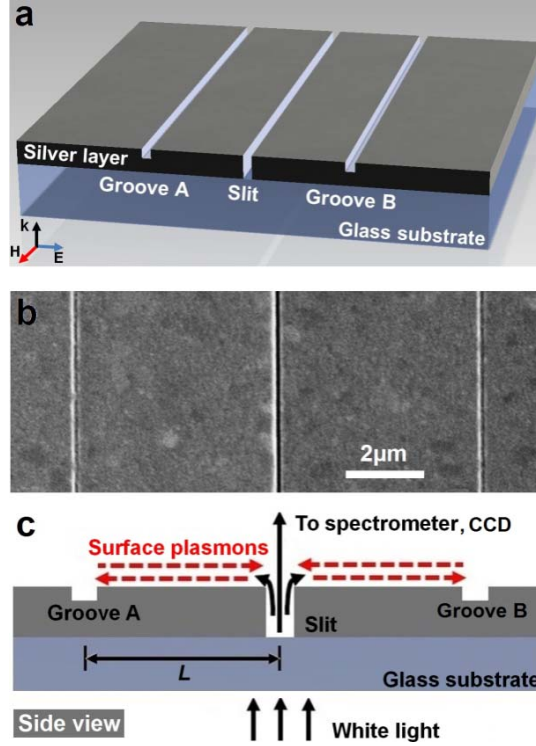 a
Silver layer
Groove A
Slit
Groove B
Glass substrate
k
H
E
b
2µm
c
To spectrometer, CCD
Surface plasmons
Groove A
Slit
Groove B
L
Glass substrate
Side view
White light